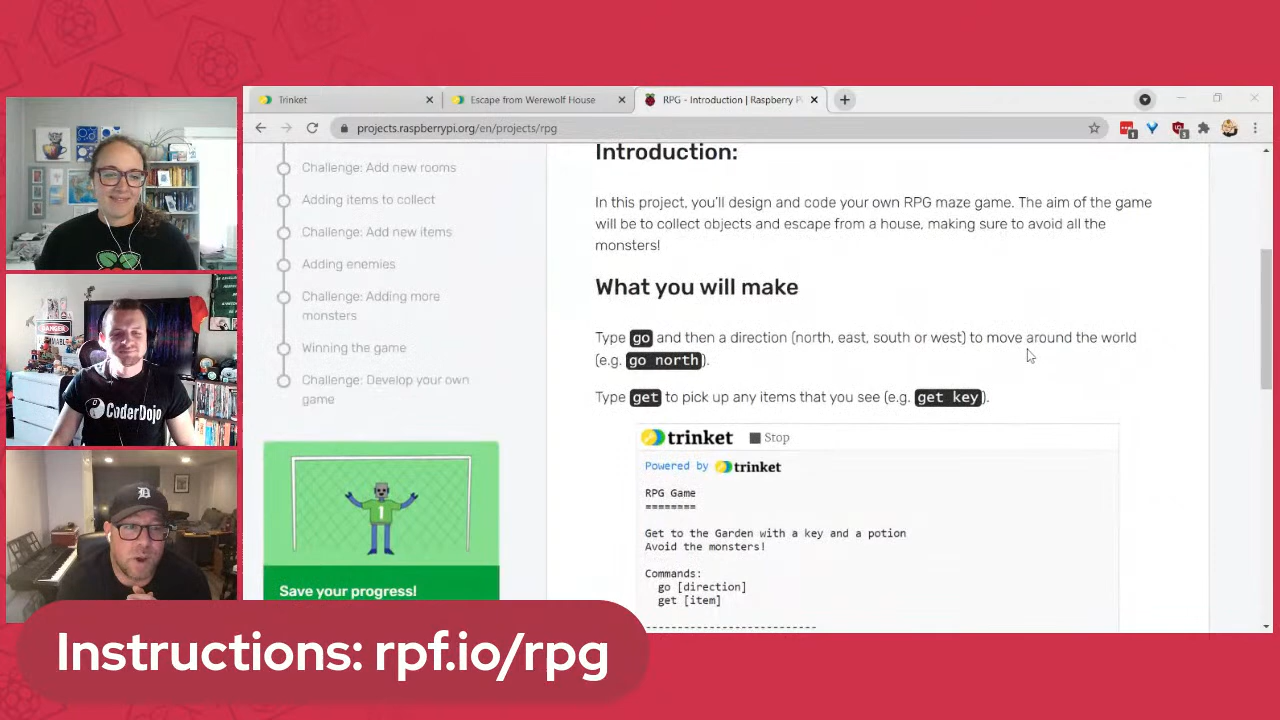 Trinket
Escape from Werewolf House
RPG - Introduction | Raspberry P
projects.raspberrypi.org/en/projects/rpg
Challenge: Add new rooms
Adding items to collect
Challenge: Add new items
Adding enemies
Challenge: Adding more
monsters
Winning the game
Challenge: Develop your own
game
1
Save your progress!
Introduction:
In this project, you'll design and code your own RPG maze game. The aim of the game
will be to collect objects and escape from a house, making sure to avoid all the
monsters!
What you will make
Type go and then a direction (north, east, south or west) to move around the world
(e.g. go north).
Type get to pick up any items that you see (e.g. get key).
trinket Stop
Powered by trinket
RPG Game
========
Get to the Garden with a key and a potion
Avoid the monsters!
Commands:
go [direction]
get [item]
---------------------------
DANGER
CoderDojo
D
Instructions: rpf.io/rpg